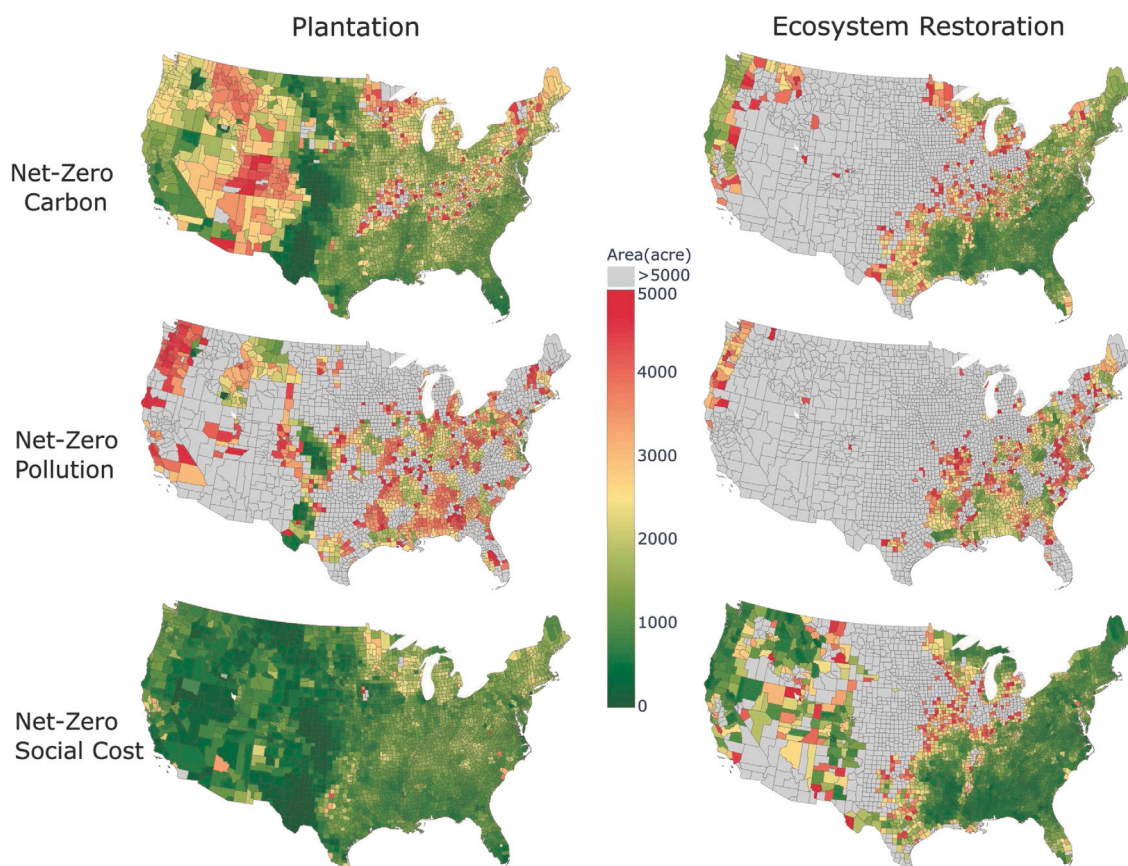 Plantation
Ecosystem Restoration
Net-Zero
Carbon
Area(acre)
>5000
5000
4000
Net-Zero
Pollution
3000
2000
1000
0
Net-Zero
Social Cost